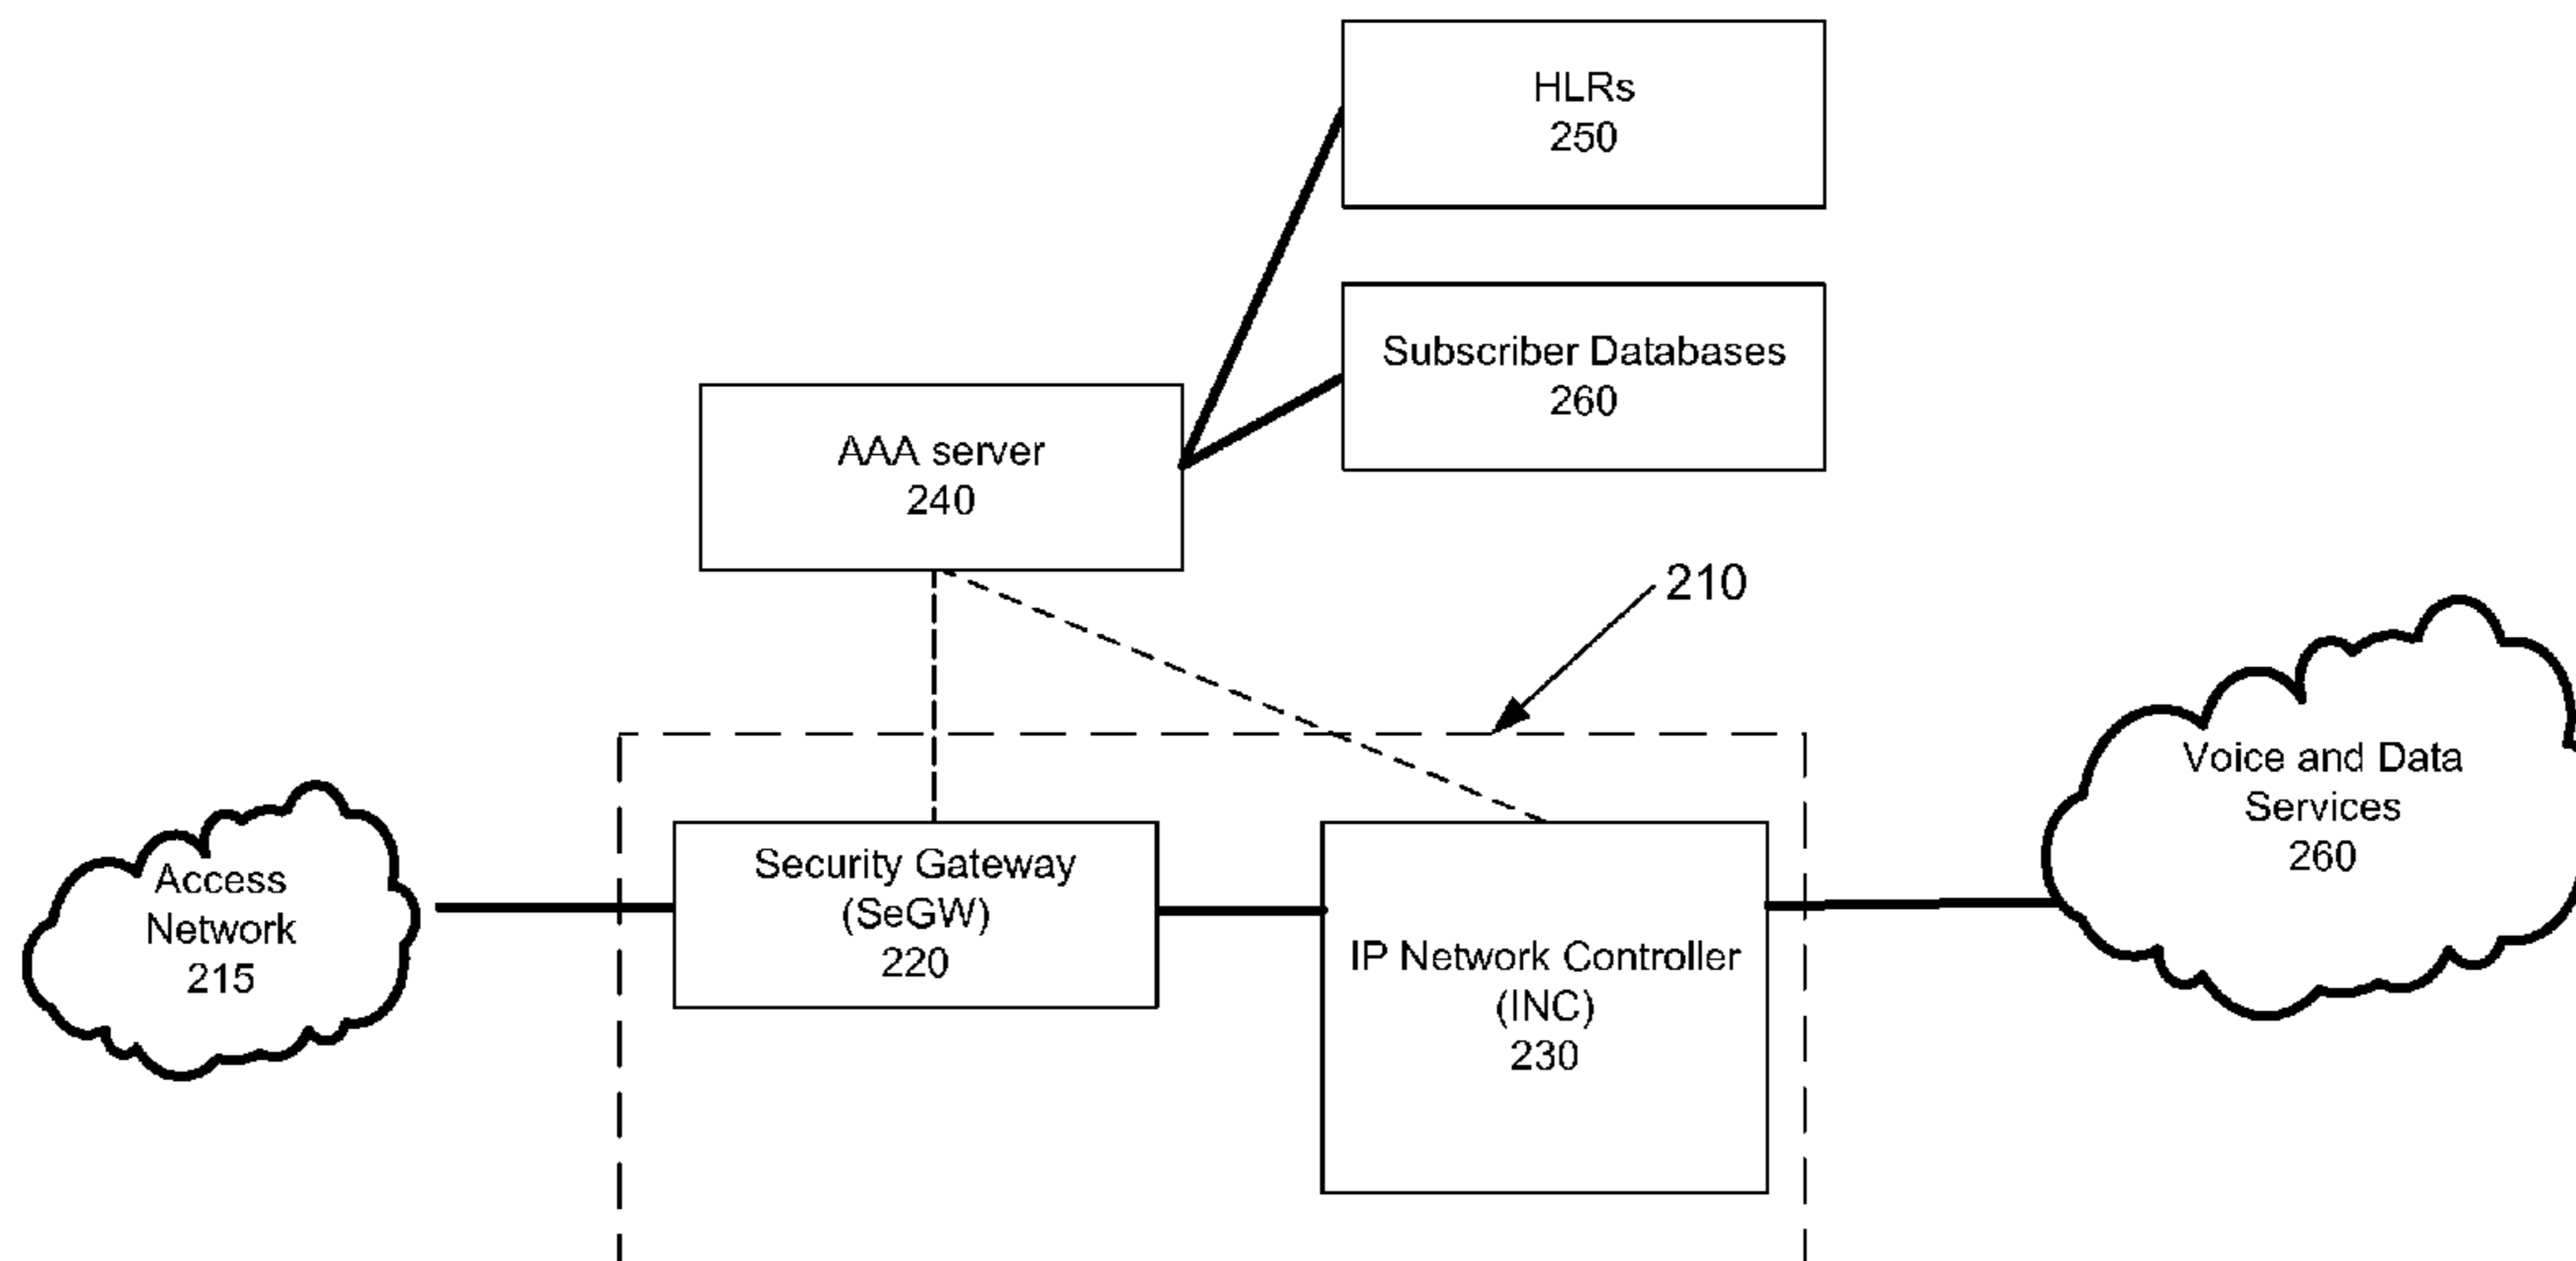 HLRs
250
Subscriber Databases
260
AAA server
240
210
Voice and Data
Services
260
Access
Network
215
Security Gateway
(SeGW)
220
IP Network Controller
(INC)
230